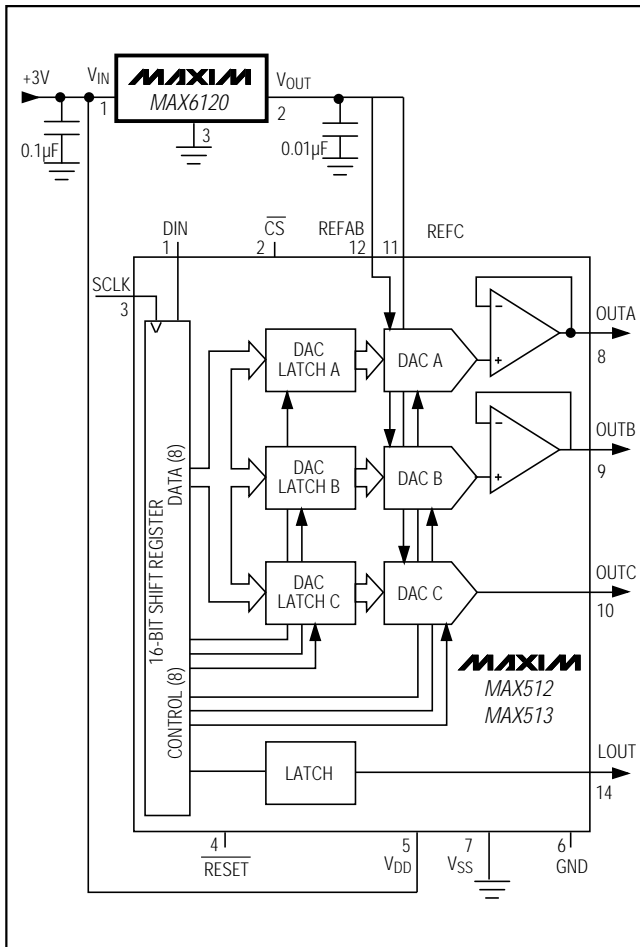 +3V
VIN
1
MAXIM
MAX6120
VOUT
2
3
0.1µF
0.01µF
DIN
1
CS
2
REFAB
12
11
REFC
SCLK
3
16-BIT SHIFT REGISTER
DATA (8)
CONTROL (8)
DAC
LATCH A
DAC A
-
+
OUTA
8
DAC
LATCH B
DAC B
-
+
OUTB
9
DAC
LATCH C
DAC C
OUTC
10
MAXIM
MAX512
MAX513
LATCH
LOUT
14
4
RESET
5
VDD
7
VSS
6
GND